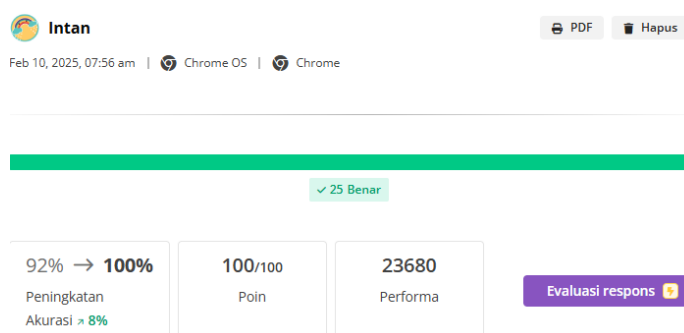 Intan
PDF
Hapus
Feb 10, 2025, 07:56 am | Chrome OS | Chrome
✓ 25 Benar
92% → 100%
Peningkatan
Akurasi ↗ 8%
100/100
Poin
23680
Performa
Evaluasi respons